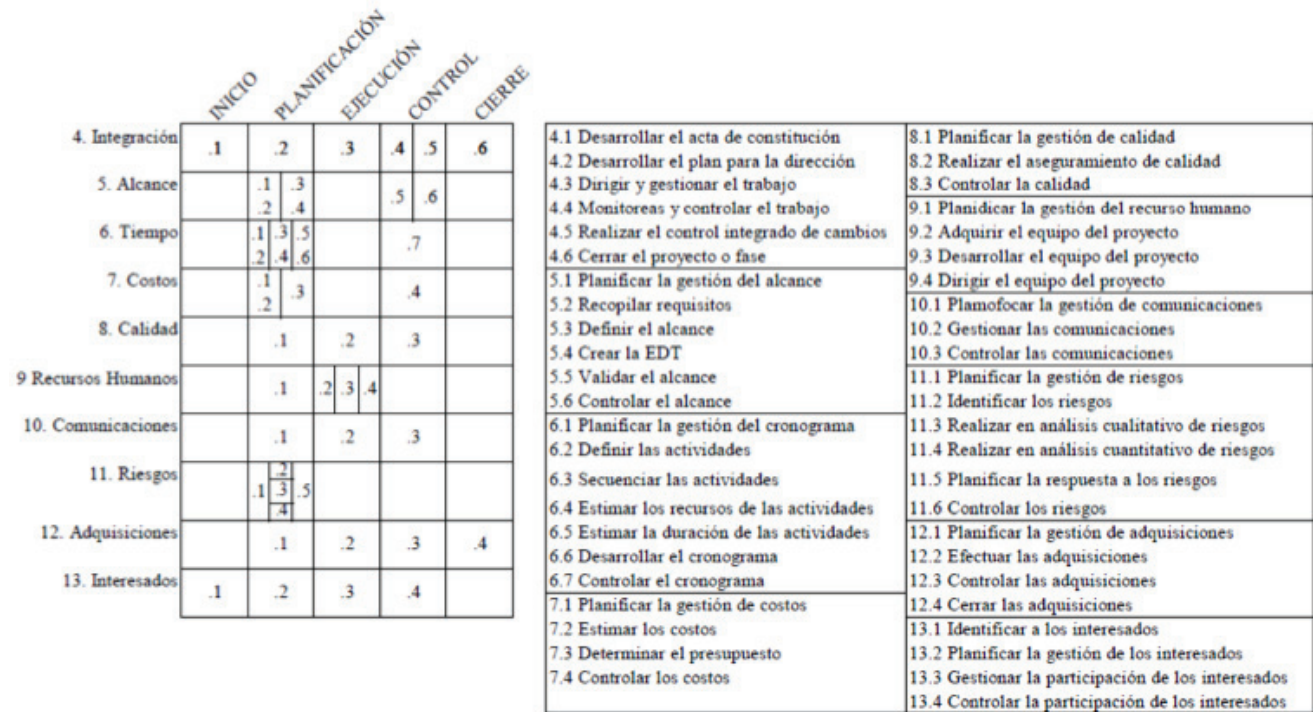 INICIO
PLANIFICACIÓN
EJECUCIÓN
CONTROL
CIERRE
4. Integración .1 .2 .3 .4 .5 .6
5. Alcance .1 .3 .5 .6
.2 .4
6. Tiempo .1 .3 .5 .7
.2 .4 .6
7. Costos .1 .3 .4
.2
8. Calidad .1 .2 .3
9 Recursos Humanos .1 .2 .3 .4
10. Comunicaciones .1 .2 .3
11. Riesgos .2
.1 .3 .5
.4
12. Adquisiciones .1 .2 .3 .4
13. Interesados .1 .2 .3 .4
4.1 Desarrollar el acta de constitución
4.2 Desarrollar el plan para la dirección
4.3 Dirigir y gestionar el trabajo
4.4 Monitoreas y controlar el trabajo
4.5 Realizar el control integrado de cambios
4.6 Cerrar el proyecto o fase
5.1 Planificar la gestión del alcance
5.2 Recopilar requisitos
5.3 Definir el alcance
5.4 Crear la EDT
5.5 Validar el alcance
5.6 Controlar el alcance
6.1 Planificar la gestión del cronograma
6.2 Definir las actividades
6.3 Secuenciar las actividades
6.4 Estimar los recursos de las actividades
6.5 Estimar la duración de las actividades
6.6 Desarrollar el cronograma
6.7 Controlar el cronograma
7.1 Planificar la gestión de costos
7.2 Estimar los costos
7.3 Determinar el presupuesto
7.4 Controlar los costos
8.1 Planificar la gestión de calidad
8.2 Realizar el aseguramiento de calidad
8.3 Controlar la calidad
9.1 Planidicar la gestión del recurso humano
9.2 Adquirir el equipo del proyecto
9.3 Desarrollar el equipo del proyecto
9.4 Dirigir el equipo del proyecto
10.1 Plamofocar la gestión de comunicaciones
10.2 Gestionar las comunicaciones
10.3 Controlar las comunicaciones
11.1 Planificar la gestión de riesgos
11.2 Identificar los riesgos
11.3 Realizar en análisis cualitativo de riesgos
11.4 Realizar en análisis cuantitativo de riesgos
11.5 Planificar la respuesta a los riesgos
11.6 Controlar los riesgos
12.1 Planificar la gestión de adquisiciones
12.2 Efectuar las adquisiciones
12.3 Controlar las adquisiciones
12.4 Cerrar las adquisiciones
13.1 Identificar a los interesados
13.2 Planificar la gestión de los interesados
13.3 Gestionar la participación de los interesados
13.4 Controlar la participación de los interesados